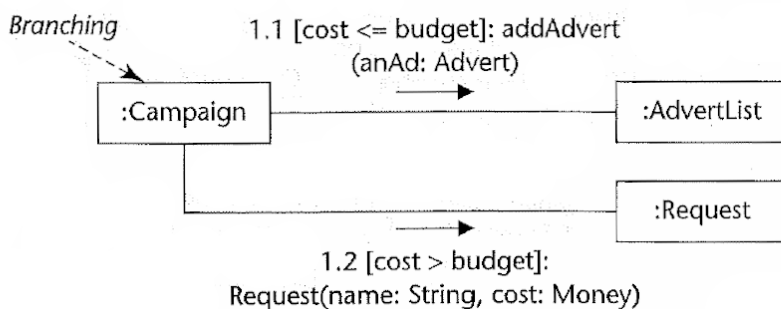 Branching
1.1 [cost <= budget]: addAdvert
(anAd: Advert)
:Campaign
:AdvertList
:Request
1.2 [cost > budget]:
Request(name: String, cost: Money)